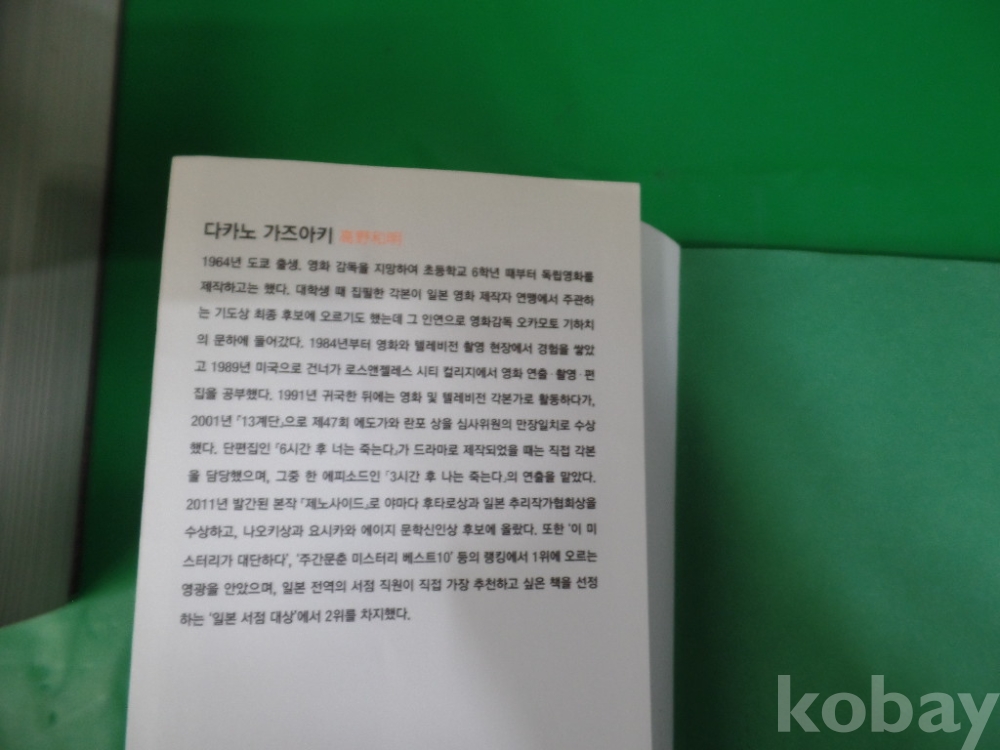 다카노 가즈아키 高野和明
1964년 도쿄 출생. 영화 감독을 지망하여 초등학교 6학년 때부터 독립영화를
제작하고는 했다. 대학생 때 집필한 각본이 일본 영화 제작자 연맹에서 주관하
는 기도상 최종 후보에 오르기도 했는데 그 인연으로 영화감독 오카모토 기하치
의 문하에 들어갔다. 1984년부터 영화와 텔레비전 촬영 현장에서 경험을 쌓았
고 1989년 미국으로 건너가 로스앤젤레스 시티 컬리지에서 영화 연출·촬영·편
집을 공부했다. 1991년 귀국한 뒤에는 영화 및 텔레비전 각본가로 활동하다가,
2001년 『13계단』으로 제47회 에도가와 란포 상을 심사위원의 만장일치로 수상
했다. 단편집인 『6시간 후 너는 죽는다』가 드라마로 제작되었을 때는 직접 각본
을 담당했으며, 그중 한 에피소드인 「3시간 후 나는 죽는다」의 연출을 맡았다.
2011년 발간된 본작 『제노사이드』로 야마다 후타로상과 일본 추리작가협회상을
수상하고, 나오키상과 요시카와 에이지 문학신인상 후보에 올랐다. 또한 '이 미
스터리가 대단하다', '주간문춘 미스터리 베스트10' 등의 랭킹에서 1위에 오르는
영광을 안았으며, 일본 전역의 서점 직원이 직접 가장 추천하고 싶은 책을 선정
하는 '일본 서점 대상'에서 2위를 차지했다.
kobay